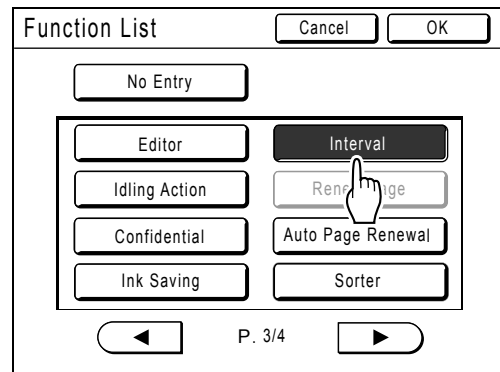 Function List
Cancel
OK
No Entry
Editor
Interval
Idling Action
Confidential
Auto Page Renewal
Ink Saving
Sorter
P. 3/4